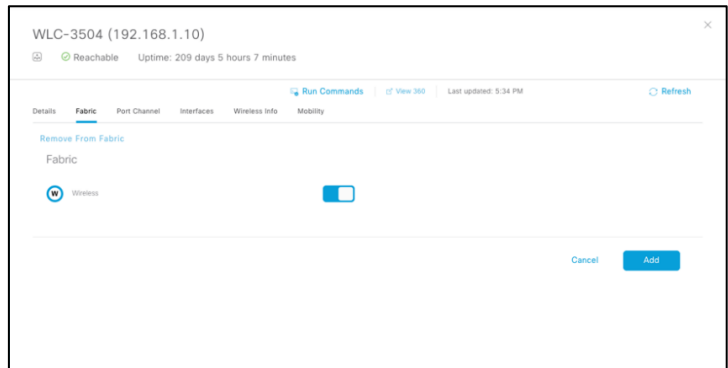 WLC-3504 (192.168.1.10)
Reachable Uptime: 209 days 5 hours 7 minutes
Run Commands View 360 Last updated: 5:34 PM Refresh
Details Fabric Port Channel Interfaces Wireless Info Mobility
Remove From Fabric
Fabric
W Wireless
Cancel Add